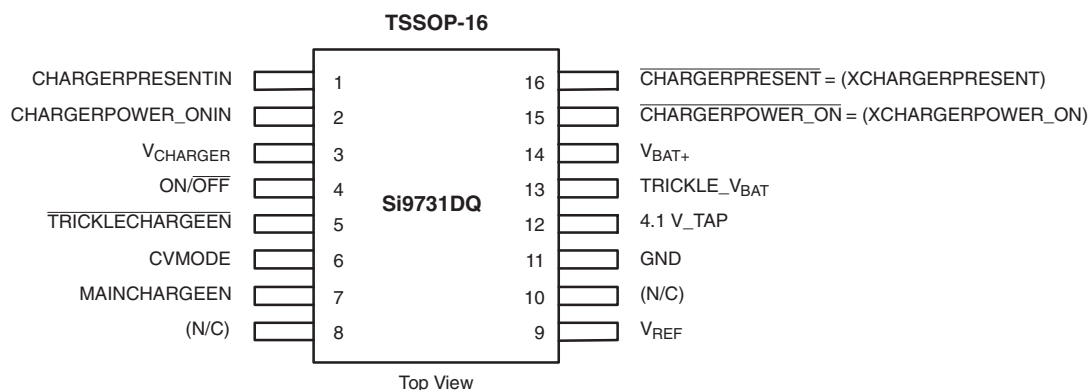 TSSOP-16
CHARGERPRESENTIN 1 16 CHARGERPRESENT = (XCHARGERPRESENT)
CHARGERPOWER_ONIN 2 15 CHARGERPOWER_ON = (XCHARGERPOWER_ON)
VCHARGER 3 14 VBAT+
ON/OFF 4 13 TRICKLE_VBAT
Si9731DQ
TRICKLECHARGEEN 5 12 4.1 V_TAP
CVMODE 6 11 GND
MAINCHARGEEN 7 10 (N/C)
(N/C) 8 9 VREF
Top View